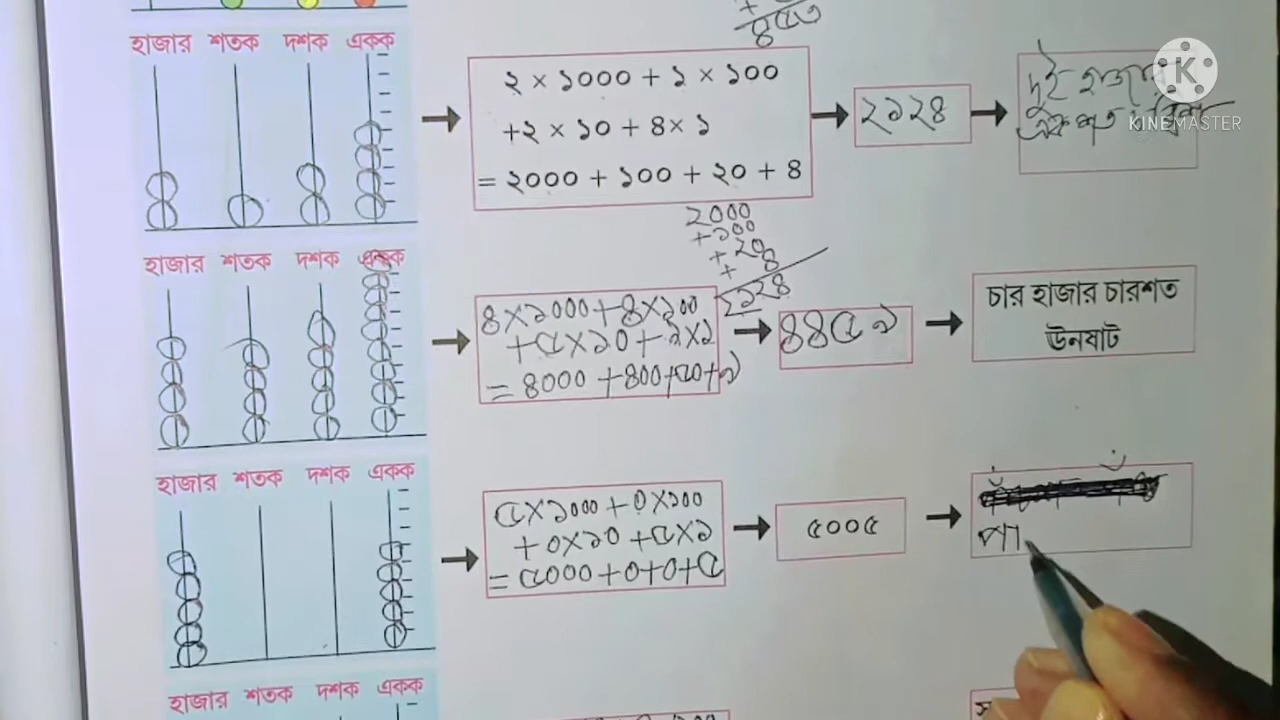 ৪৫৩
হাজার শতক দশক একক
২ × ১০০০ + ১ × ১০০
+২ × ১০ + ৪ × ১
= ২০০০ + ১০০ + ২০ + ৪
২১২৪
দুই হাজার
একশত
KINEMASTER
২০০০
+১০০
+ ২০
+ ৪
২১২৪
হাজার শতক দশক একক
৪×১০০০+৪×১০০
+৫×১০+৯×১
=৪০০০+৪০০+৫০+৯
৪৪৫৯
চার হাজার চারশত
ঊনষাট
হাজার শতক দশক একক
৫×১০০০+০×১০০
+০×১০+৫×১
=৫০০০+০+০+৫
৫০০৫
পা
হাজার শতক দশক একক